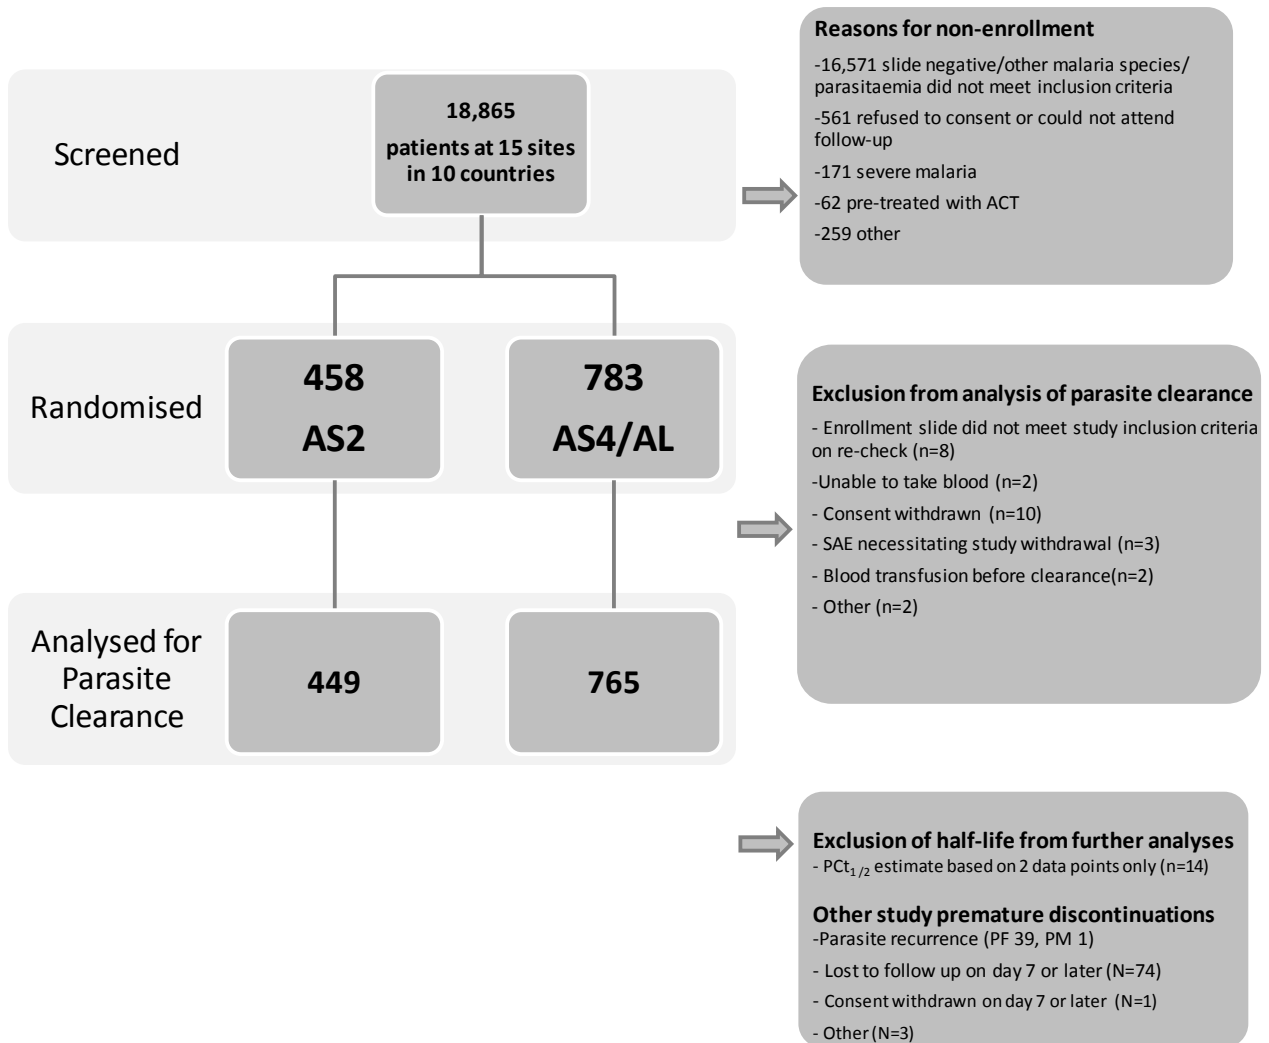 Reasons for non-enrollment
-16,571 slide negative/other malaria species/
parasitaemia did not meet inclusion criteria
-561 refused to consent or could not attend
follow-up
-171 severe malaria
-62 pre-treated with ACT
-259 other
Screened
18,865
patients at 15 sites
in 10 countries
Randomised
458
AS2
783
AS4/AL
Exclusion from analysis of parasite clearance
- Enrollment slide did not meet study inclusion criteria
on re-check (n=8)
-Unable to take blood (n=2)
- Consent withdrawn (n=10)
- SAE necessitating study withdrawal (n=3)
- Blood transfusion before clearance(n=2)
- Other (n=2)
Analysed for
Parasite
Clearance
449
765
Exclusion of half-life from further analyses
- PCt1/2 estimate based on 2 data points only (n=14)
Other study premature discontinuations
-Parasite recurrence (PF 39, PM 1)
- Lost to follow up on day 7 or later (N=74)
- Consent withdrawn on day 7 or later (N=1)
- Other (N=3)